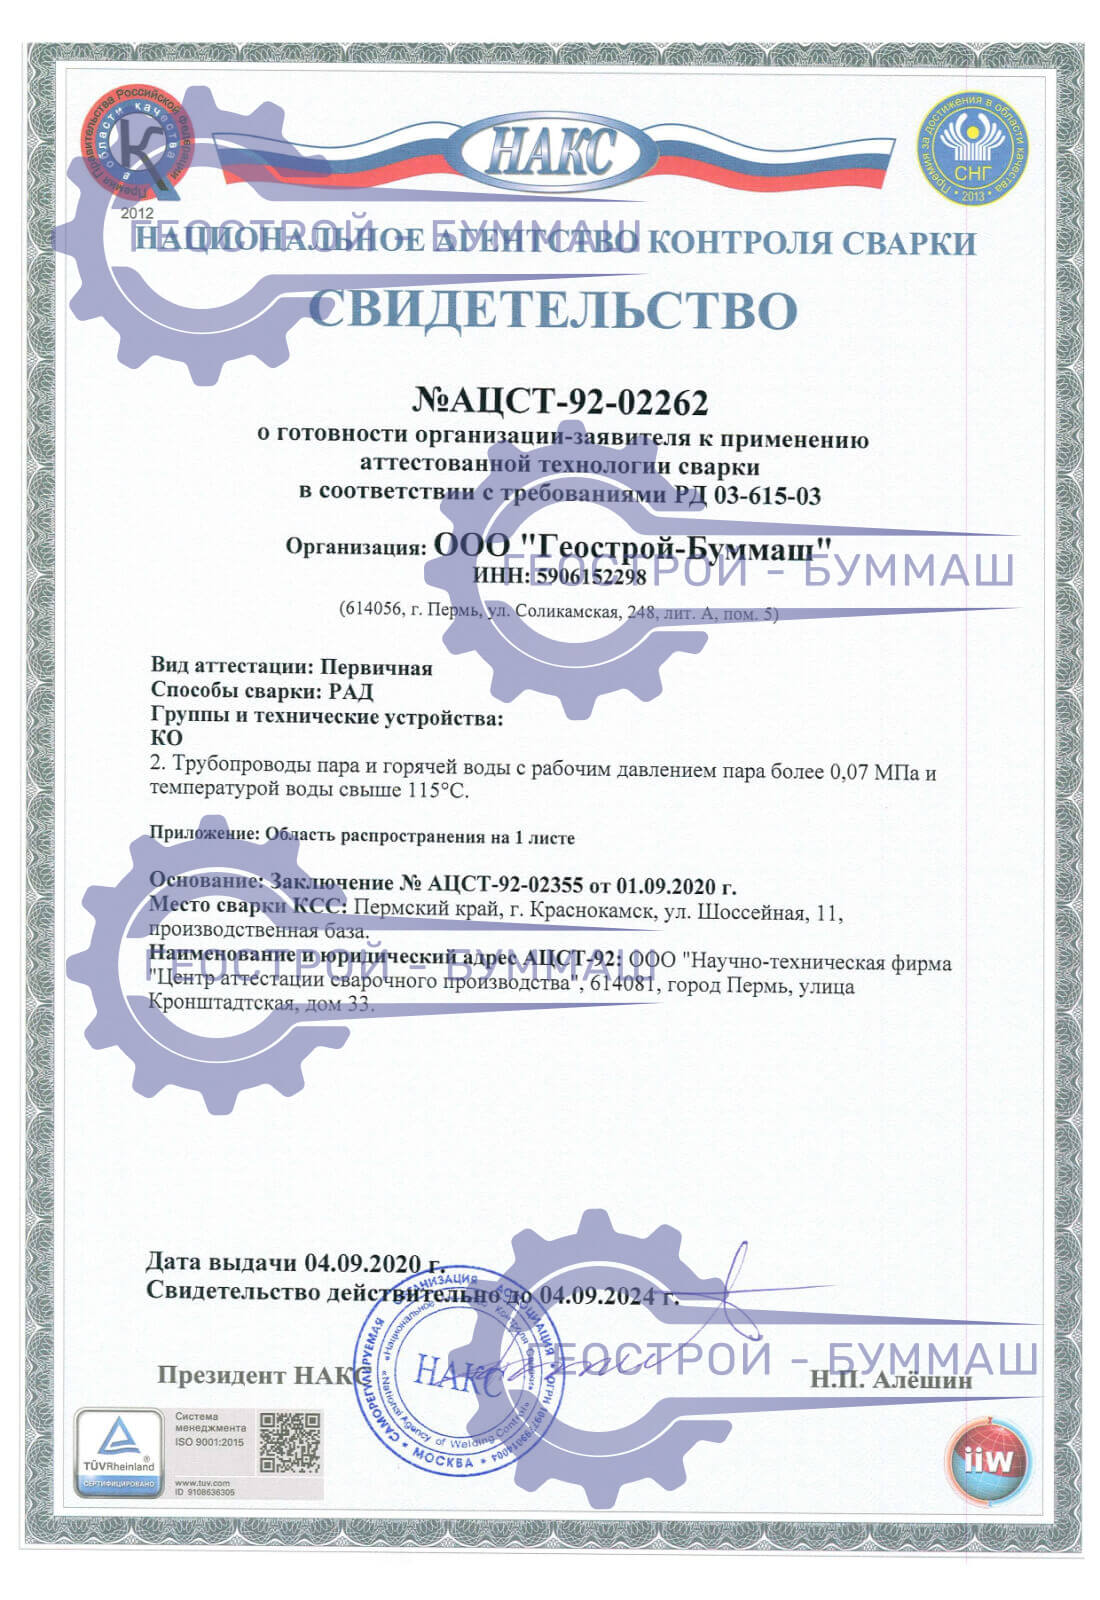 Премия Правительства Российской Федерации
в области качества
2012
НАКС
Премия за достижения в области качества
СНГ
• 2013 •
НАЦИОНАЛЬНОЕ АГЕНТСТВО КОНТРОЛЯ СВАРКИ
ГЕОСТРОЙ – БУММАШ
СВИДЕТЕЛЬСТВО
№АЦСТ-92-02262
о готовности организации-заявителя к применению
аттестованной технологии сварки
в соответствии с требованиями РД 03-615-03
Организация: ООО "Геострой-Буммаш"
ГЕОСТРОЙ – БУММАШ
ИНН: 5906152298
(614056, г. Пермь, ул. Соликамская, 248, лит. А, пом. 5)
Вид аттестации: Первичная
Способы сварки: РАД
Группы и технические устройства:
КО
2. Трубопроводы пара и горячей воды с рабочим давлением пара более 0,07 МПа и
температурой воды свыше 115°С.
Приложение: Область распространения на 1 листе
Основание: Заключение № АЦСТ-92-02355 от 01.09.2020 г.
Место сварки КСС: Пермский край, г. Краснокамск, ул. Шоссейная, 11,
производственная база.
Наименование и юридический адрес АЦСТ-92: ООО "Научно-техническая фирма
ГЕОСТРОЙ – БУММАШ
"Центр аттестации сварочного производства", 614081, город Пермь, улица
Кронштадтская, дом 33.
Дата выдачи 04.09.2020 г.
Свидетельство действительно до 04.09.2024 г.
САМОРЕГУЛИРУЕМАЯ ОРГАНИЗАЦИЯ АССОЦИАЦИЯ
«National Agency of Welding Control»
НАКС
• МОСКВА •
ГЕОСТРОЙ – БУММАШ
Президент НАКС
Н.П. Алёшин
TÜVRheinland®
СЕРТИФИЦИРОВАНО
Система
менеджмента
ISO 9001:2015
www.tuv.com
ID 9108636305
iiw